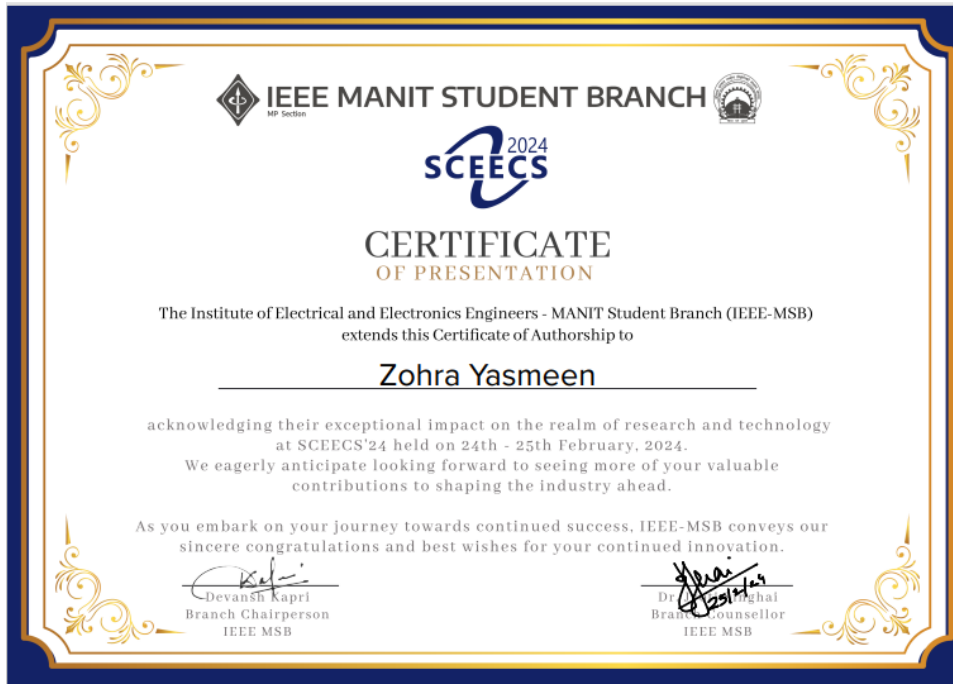 IEEE MANIT STUDENT BRANCH
MP Section
2024
SCEECS
CERTIFICATE
OF PRESENTATION
The Institute of Electrical and Electronics Engineers - MANIT Student Branch (IEEE-MSB)
extends this Certificate of Authorship to
Zohra Yasmeen
acknowledging their exceptional impact on the realm of research and technology
at SCEECS'24 held on 24th - 25th February, 2024.
We eagerly anticipate looking forward to seeing more of your valuable
contributions to shaping the industry ahead.
As you embark on your journey towards continued success, IEEE-MSB conveys our
sincere congratulations and best wishes for your continued innovation.
Devansh Kapri
Branch Chairperson
IEEE MSB
25/2/24
Dr.
Branch Counsellor
IEEE MSB